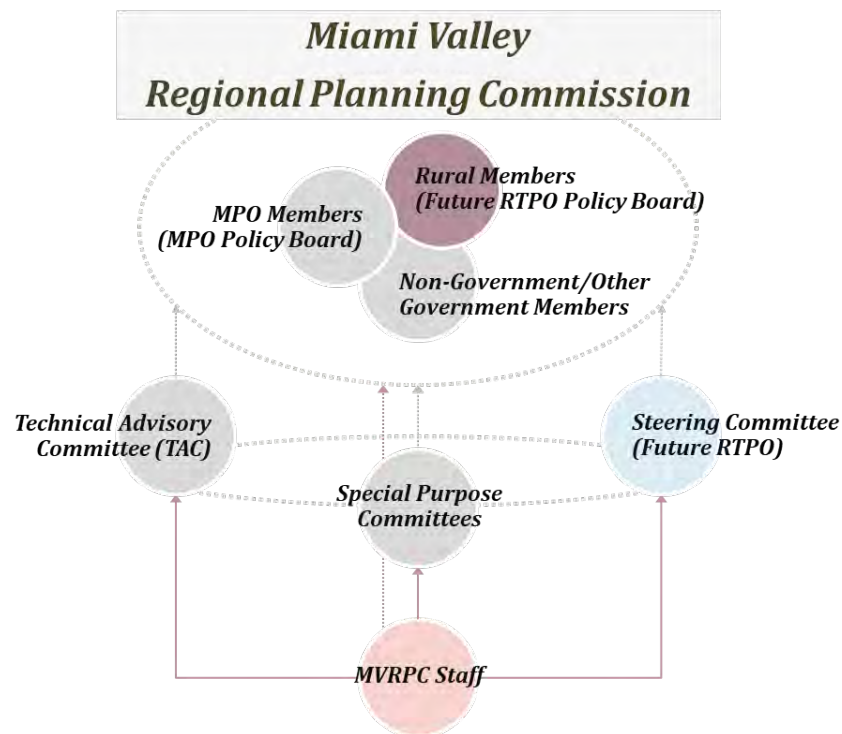 Miami Valley
Regional Planning Commission
Rural Members
(Future RTPO Policy Board)
MPO Members
(MPO Policy Board)
Non-Government/Other
Government Members
Technical Advisory
Committee (TAC)
Steering Committee
(Future RTPO)
Special Purpose
Committees
MVRPC Staff